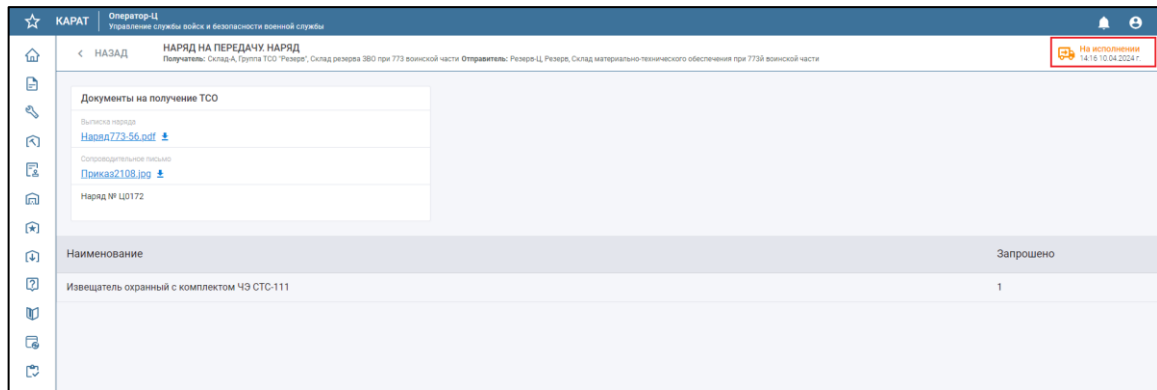 КАРАТ
Оператор-Ц
Управление службы войск и безопасности военной службы
НАЗАД
НАРЯД НА ПЕРЕДАЧУ. НАРЯД
Получатель: Склад-А, Группа ТСО "Резерв", Склад резерва ЗВО при 773 воинской части Отправитель: Резерв-Ц, Резерв, Склад материально-технического обеспечения при 773й воинской части
На исполнении
14:16 10.04.2024 г.
Документы на получение ТСО
Выписка наряда
Наряд773-56.pdf
Сопроводительное письмо
Приказ2108.jpg
Наряд № Ц0172
Наименование Запрошено
Извещатель охранный с комплектом ЧЭ СТС-111 1